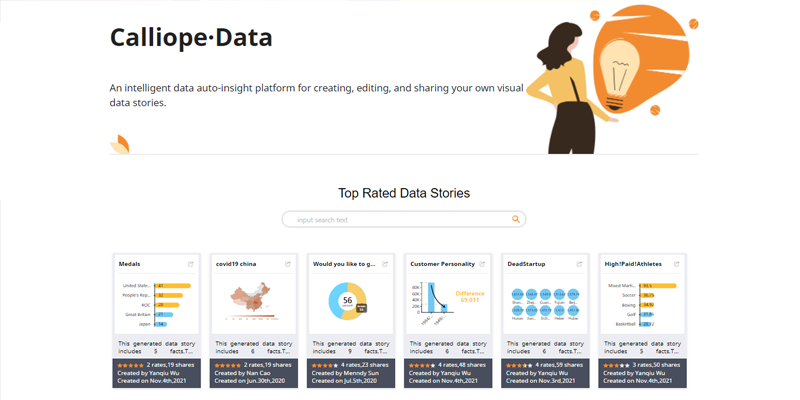 Calliope·Data
An intelligent data auto-insight platform for creating, editing, and sharing your own visual
data stories.
Top Rated Data Stories
input search text
Medals
United State..
People's Rep..
ROC
Great Britain
Japan
This generated data story
includes 5 facts.T...
2 rates,19 shares
Created by Yanqiu Wu
Created on Nov.4th,2021
covid19 china
This generated data story
includes 6 facts.T...
2 rates,19 shares
Created by Nan Cao
Created on Jun.30th,2020
Would you like to g...
56
This generated data story
includes 9 facts.T...
4 rates,23 shares
Created by Menndy Sun
Created on Jul.5th,2020
Customer Personality
80K
60K
40K
20K
0
Difference
69,071
This generated data story
includes 6 facts.T...
4 rates,48 shares
Created by Yanqiu Wu
Created on Nov.4th,2021
DeadStartup
This generated data story
includes 6 facts.T...
4 rates,59 shares
Created by Yanqiu Wu
Created on Nov.3rd,2021
High!Paid!Athletes
Mixed Marti..
Soccer
Boxing
Golf
Basketball
This generated data story
includes 6 facts.T...
3 rates,50 shares
Created by Yanqiu Wu
Created on Nov.4th,2021